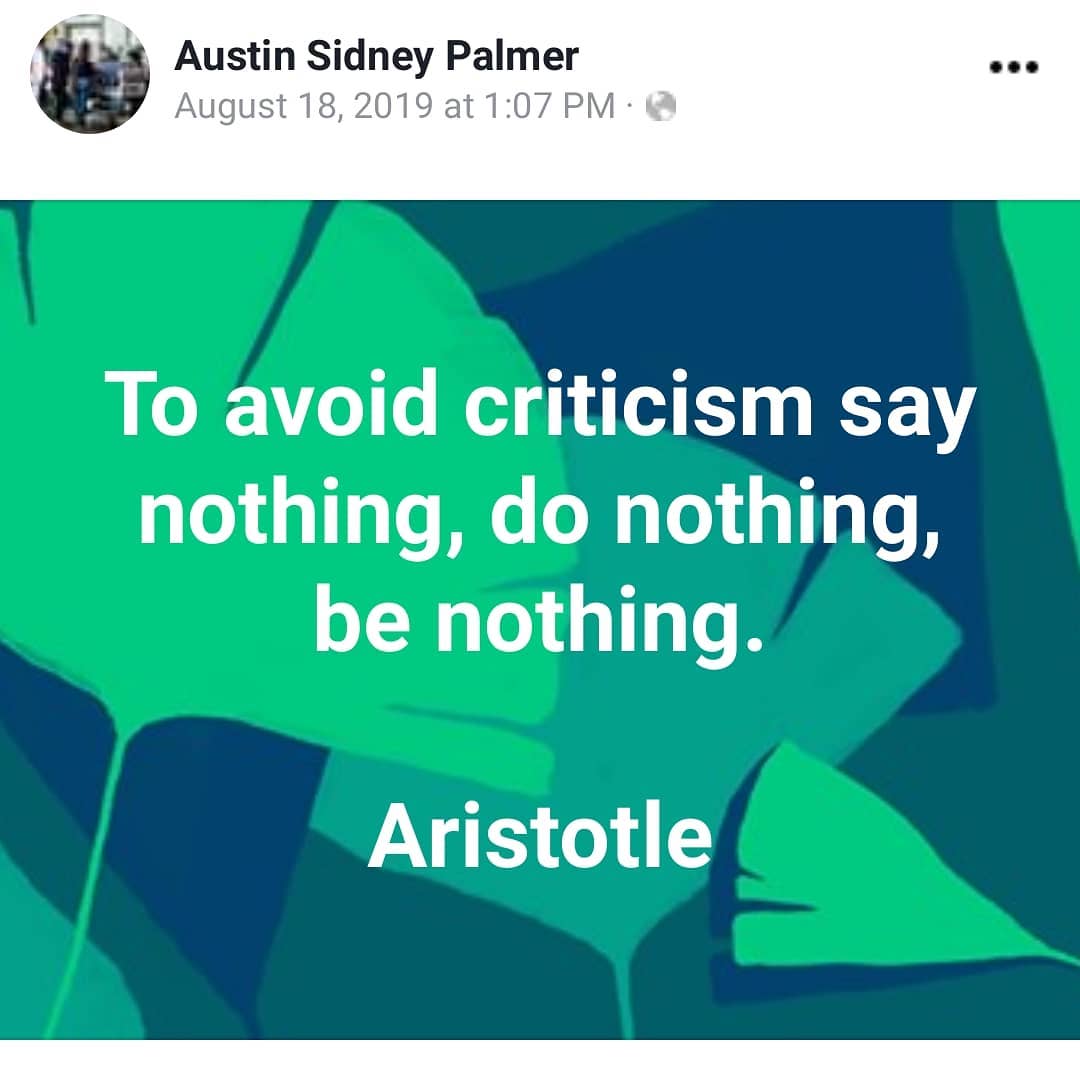 Austin Sidney Palmer
August 18, 2019 at 1:07 PM ·
To avoid criticism say
nothing, do nothing,
be nothing.
Aristotle